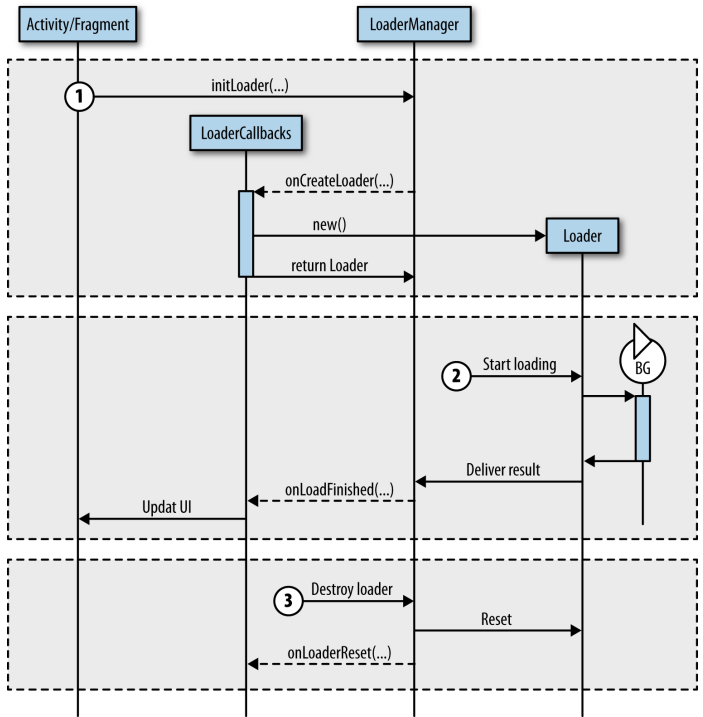 Activity/Fragment
LoaderManager
1
initLoader(...)
LoaderCallbacks
onCreateLoader(...)
new()
Loader
return Loader
2
Start loading
BG
Deliver result
onLoadFinished(...)
Updat UI
3
Destroy loader
Reset
onLoaderReset(...)